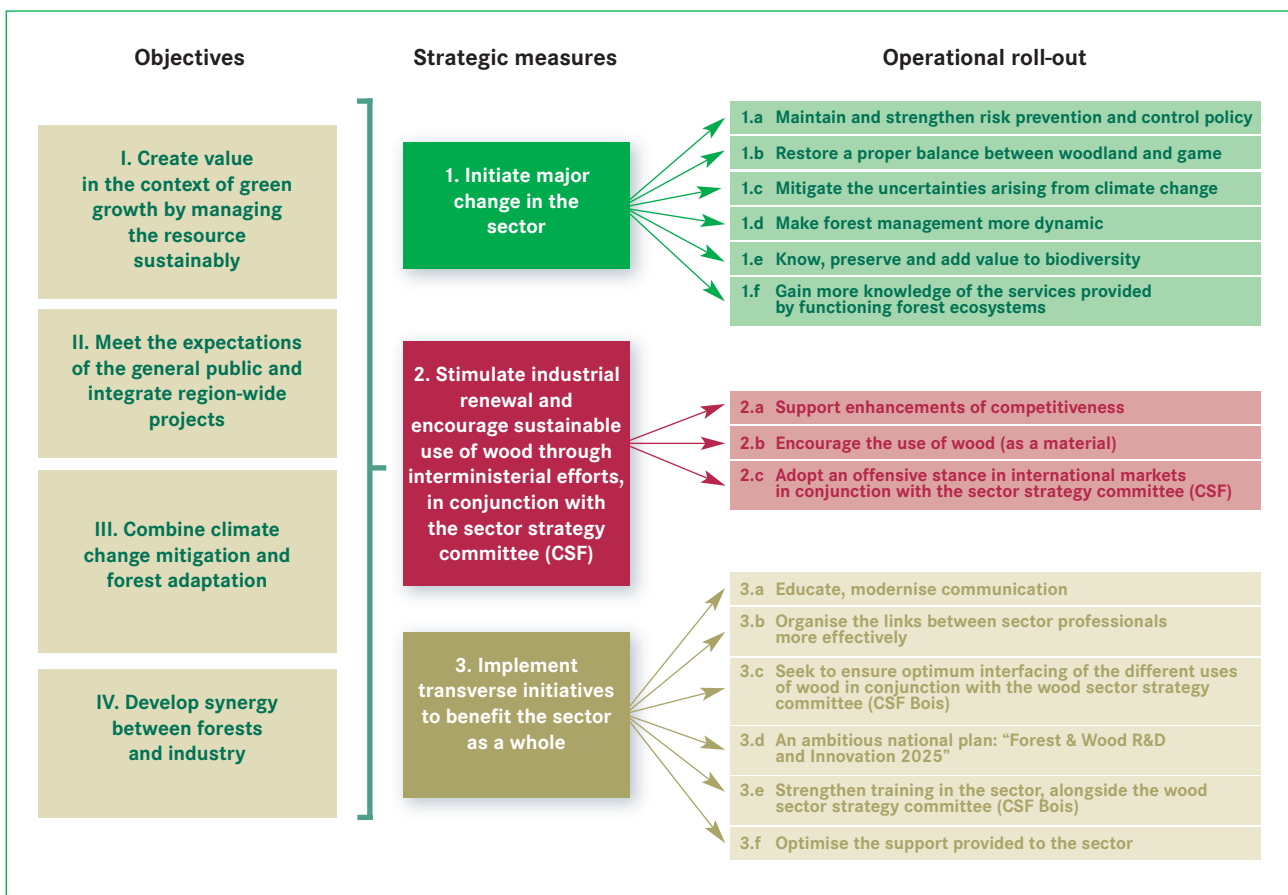 Objectives
Strategic measures
Operational roll-out
I. Create value
in the context of green
growth by managing
the resource
sustainably
II. Meet the expectations
of the general public and
integrate region-wide
projects
III. Combine climate
change mitigation and
forest adaptation
IV. Develop synergy
between forests
and industry
1. Initiate major
change in the
sector
2. Stimulate industrial
renewal and
encourage sustainable
use of wood through
interministerial efforts,
in conjunction with
the sector strategy
committee (CSF)
3. Implement
transverse initiatives
to benefit the sector
as a whole
1.a Maintain and strengthen risk prevention and control policy
1.b Restore a proper balance between woodland and game
1.c Mitigate the uncertainties arising from climate change
1.d Make forest management more dynamic
1.e Know, preserve and add value to biodiversity
1.f Gain more knowledge of the services provided
by functioning forest ecosystems
2.a Support enhancements of competitiveness
2.b Encourage the use of wood (as a material)
2.c Adopt an offensive stance in international markets
in conjunction with the sector strategy committee (CSF)
3.a Educate, modernise communication
3.b Organise the links between sector professionals
more effectively
3.c Seek to ensure optimum interfacing of the different uses
of wood in conjunction with the wood sector strategy
committee (CSF Bois)
3.d An ambitious national plan: “Forest & Wood R&D
and Innovation 2025”
3.e Strengthen training in the sector, alongside the wood
sector strategy committee (CSF Bois)
3.f Optimise the support provided to the sector